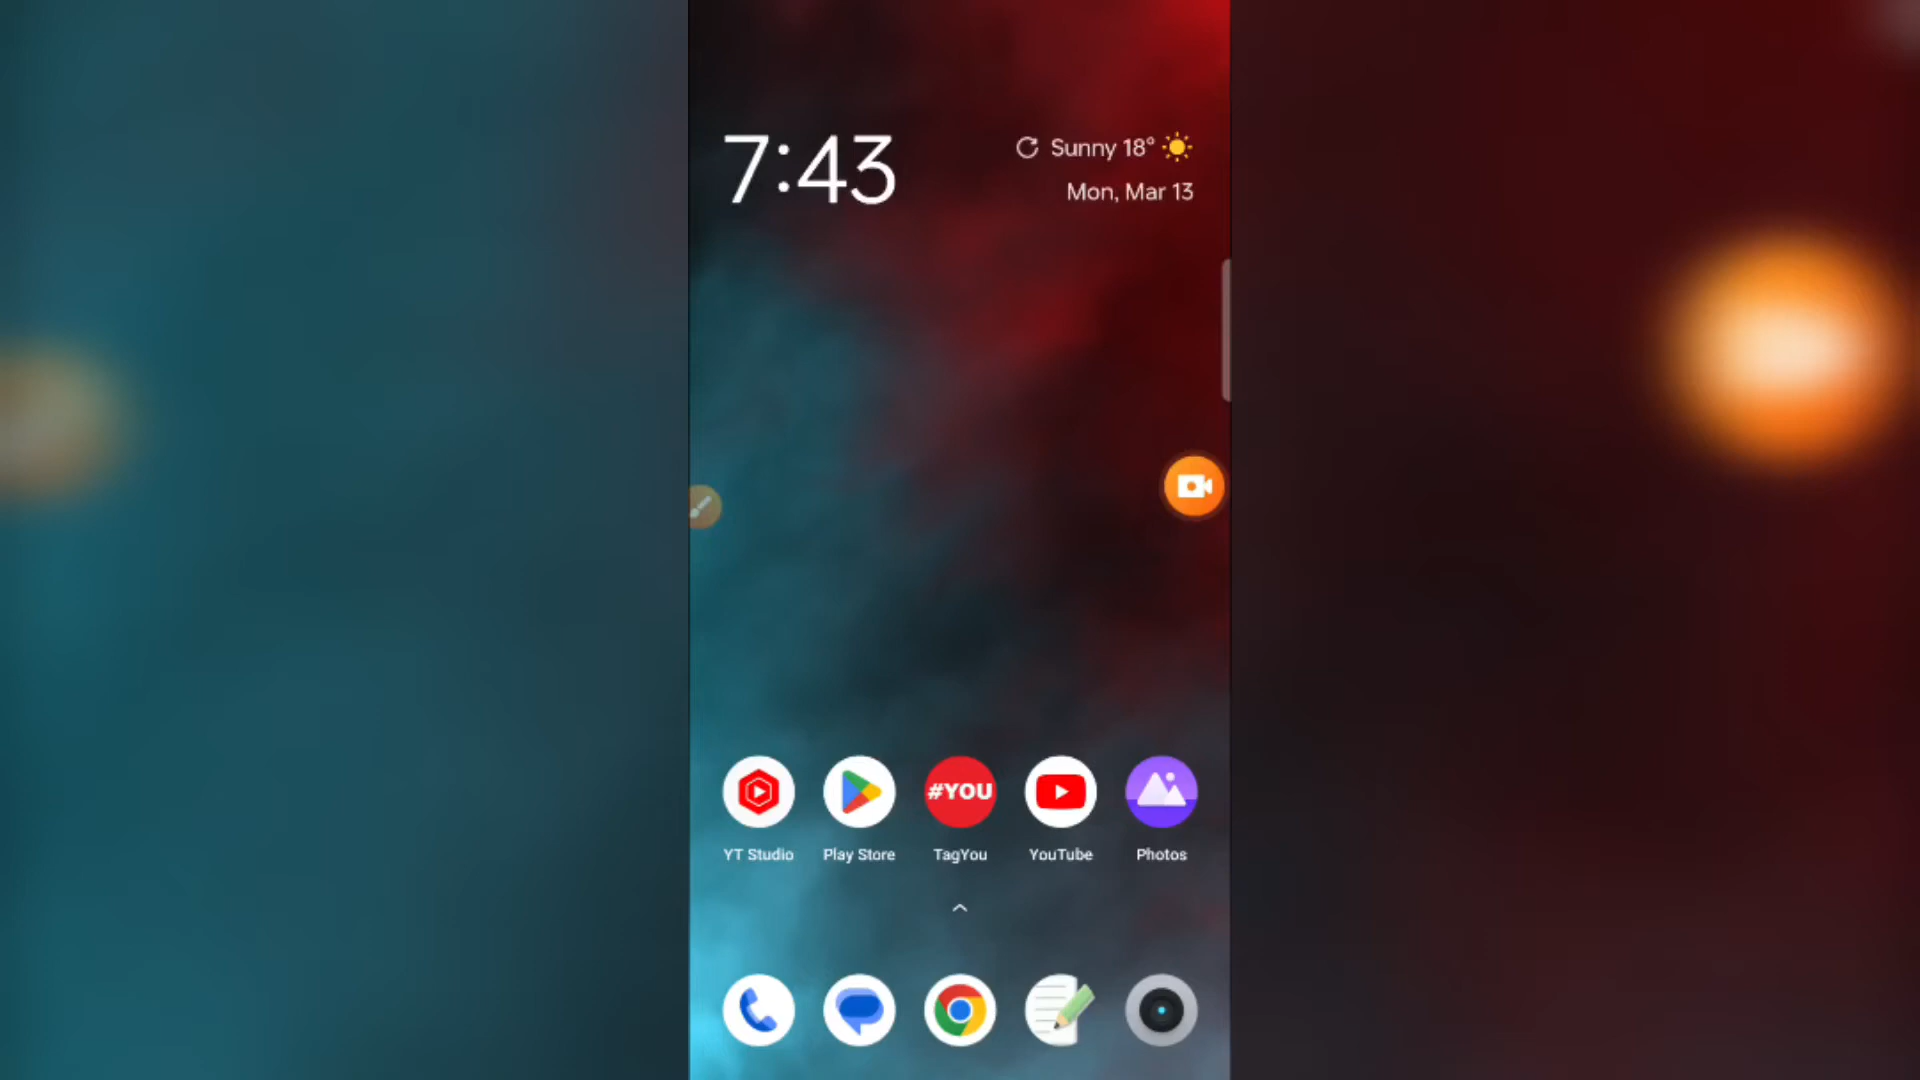 7:43
Sunny 18°
Mon, Mar 13
#YOU
YT Studio
Play Store
TagYou
YouTube
Photos